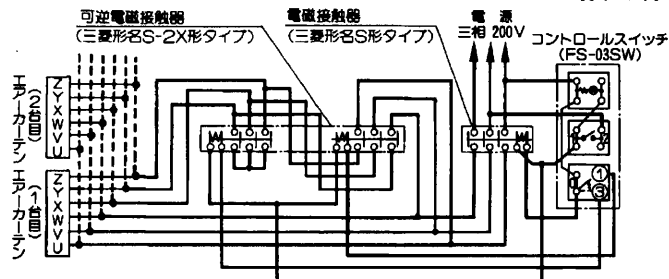 可逆電磁接触器
(三菱形名S-2X形タイプ)
電磁接触器
(三菱形名S形タイプ)
電 源
三相 200V
コントロールスイッチ
(FS-03SW)
エアーカーテン
(2台目)
Z
Y
X
W
V
U
エアーカーテン
(1台目)
Z
Y
X
W
V
U
①
③